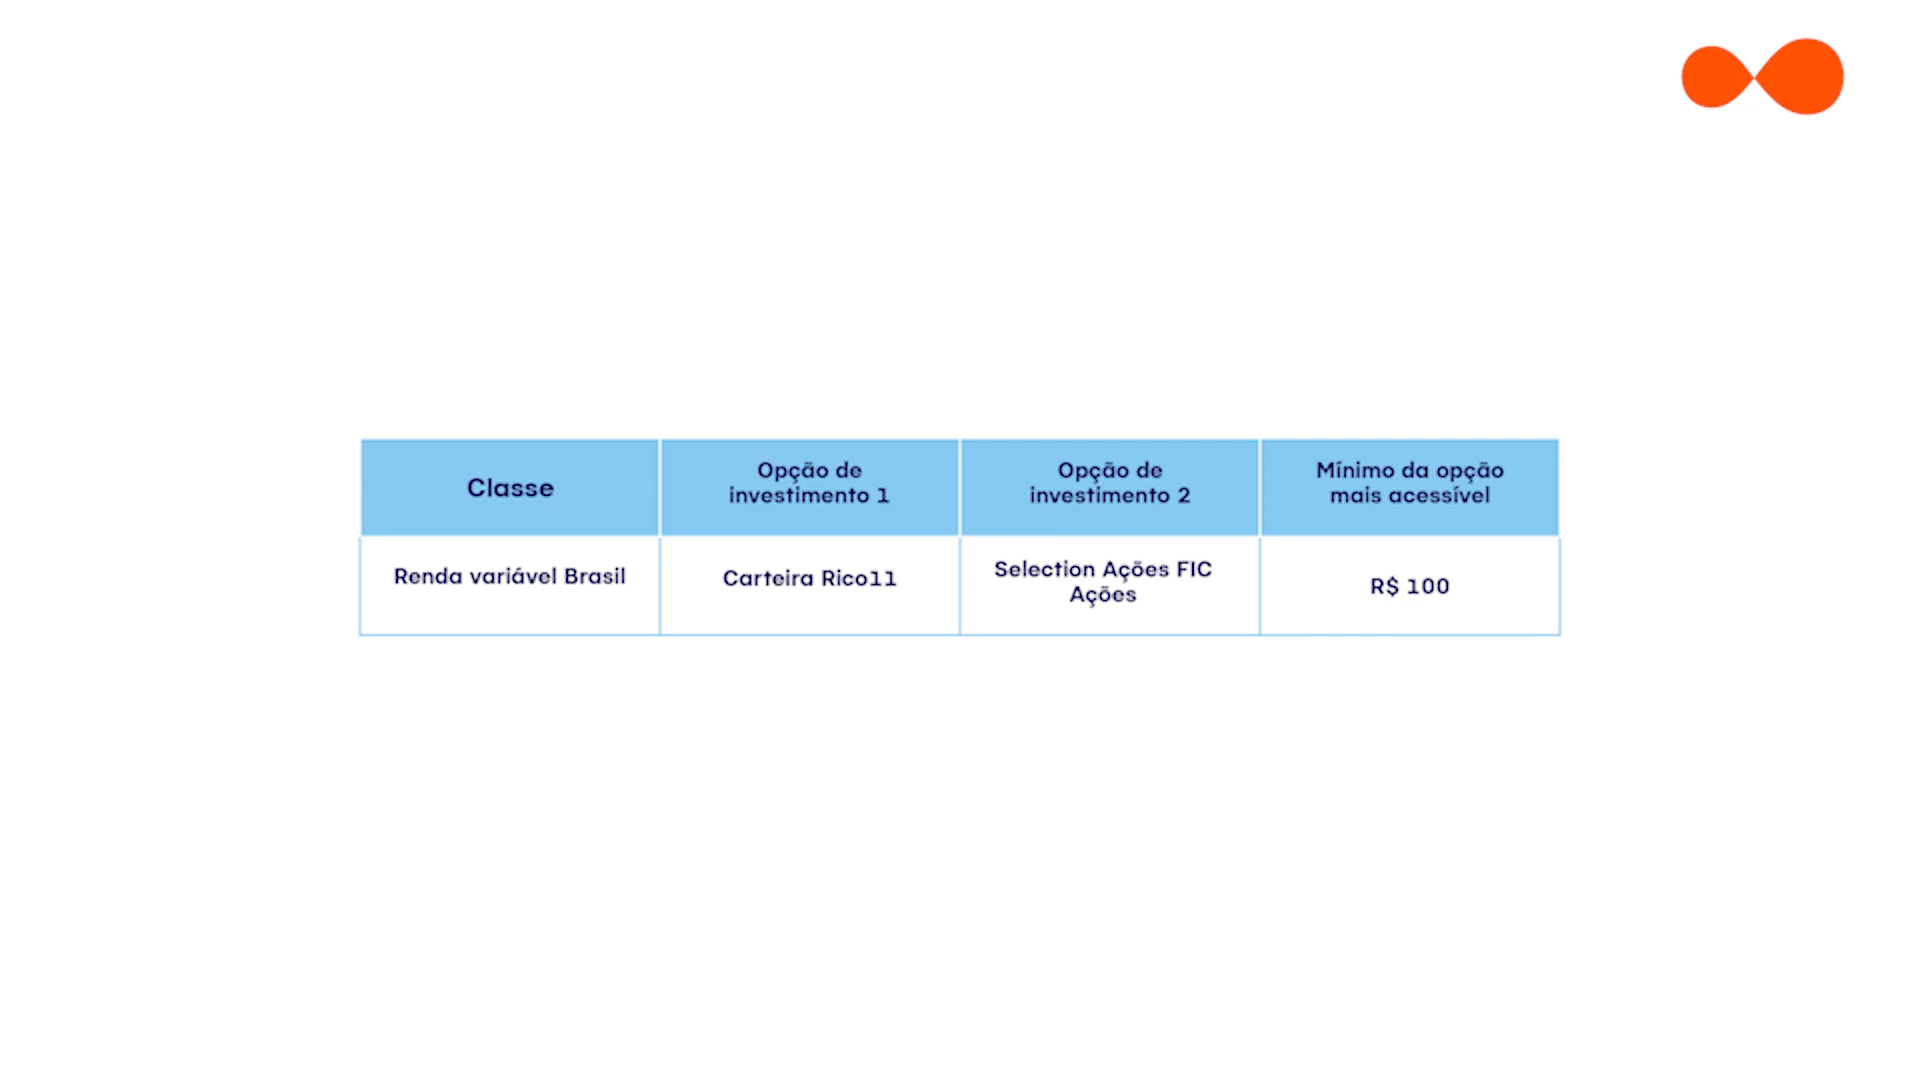 Classe
Opção de
investimento 1
Opção de
investimento 2
Mínimo da opção
mais acessível
Renda variável Brasil
Carteira Rico11
Selection Ações FIC
Ações
R$ 100